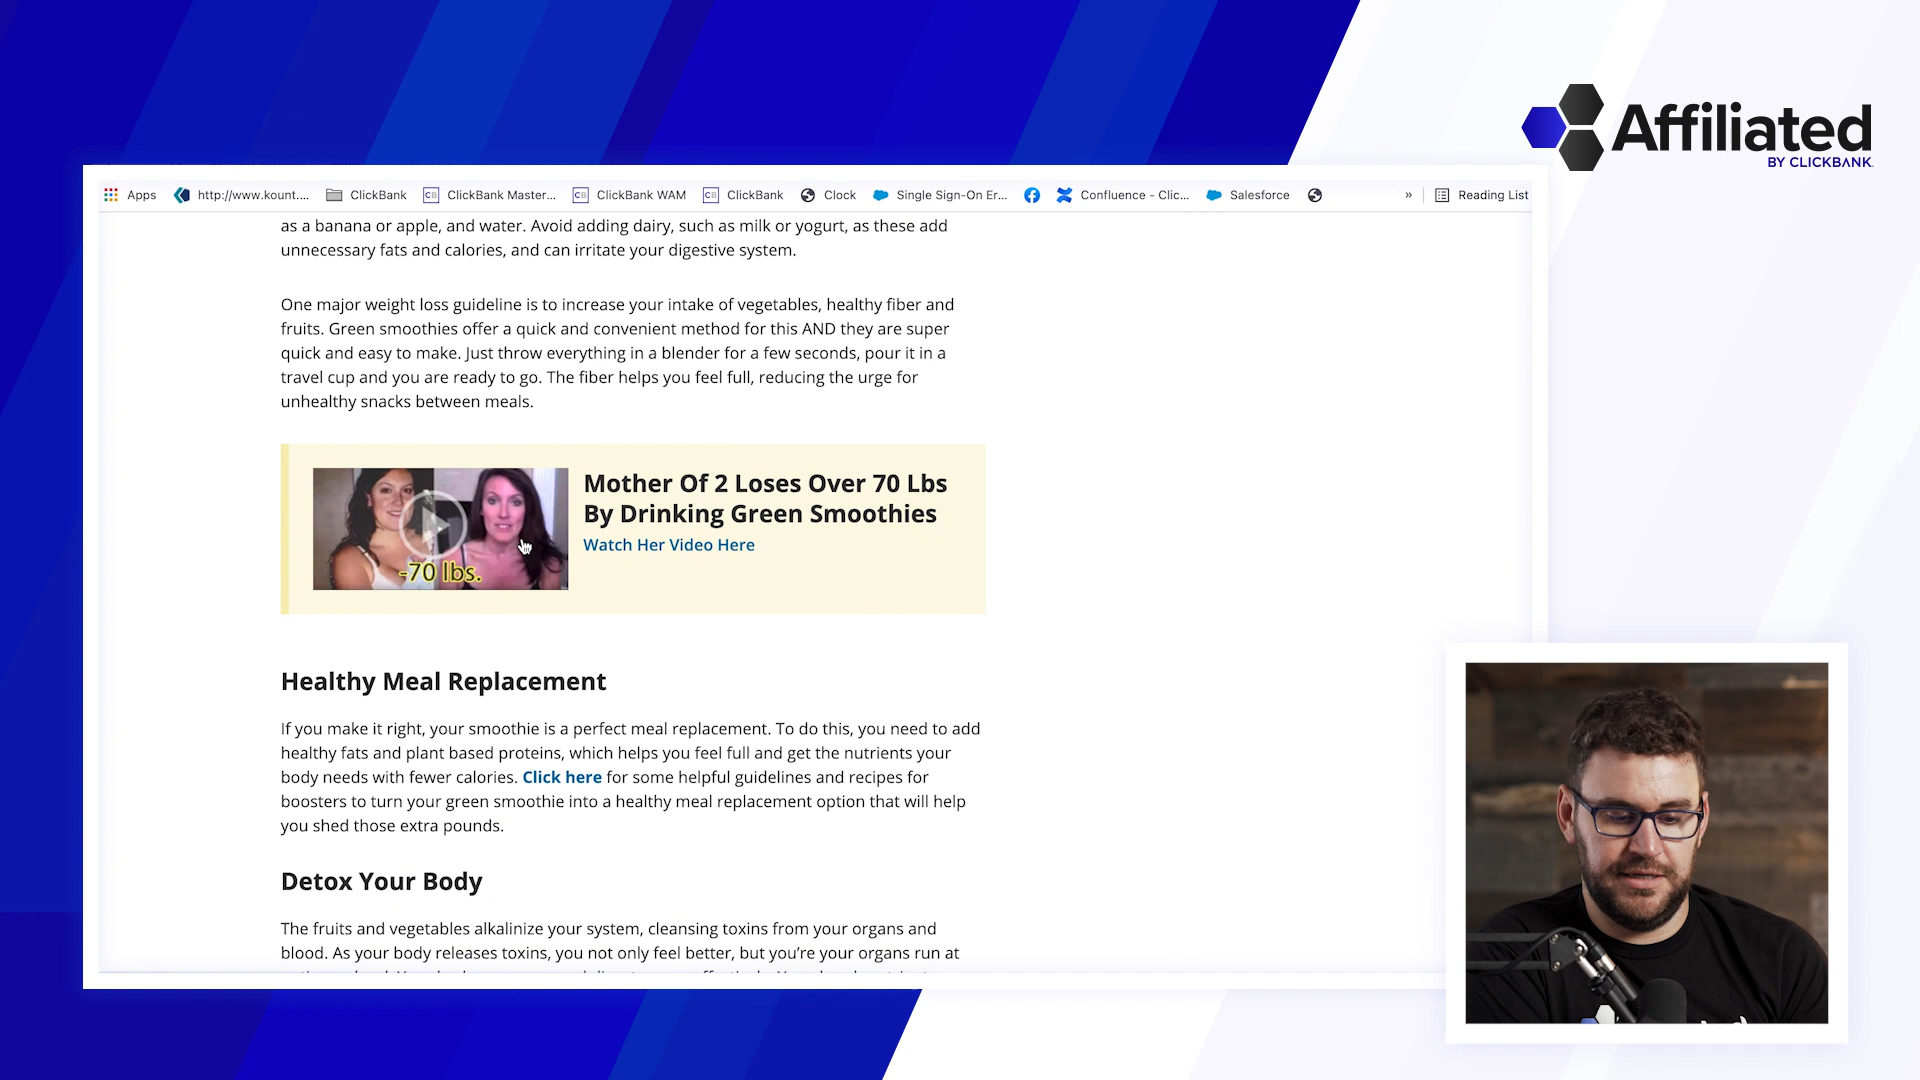 Affiliated
BY CLICKBANK
Apps
http://www.kount....
ClickBank
CB
ClickBank Master...
CB
ClickBank WAM
CB
ClickBank
Clock
Single Sign-On Er...
Confluence - Clic...
Salesforce
»
Reading List
as a banana or apple, and water. Avoid adding dairy, such as milk or yogurt, as these add
unnecessary fats and calories, and can irritate your digestive system.
One major weight loss guideline is to increase your intake of vegetables, healthy fiber and
fruits. Green smoothies offer a quick and convenient method for this AND they are super
quick and easy to make. Just throw everything in a blender for a few seconds, pour it in a
travel cup and you are ready to go. The fiber helps you feel full, reducing the urge for
unhealthy snacks between meals.
-70 lbs.
Mother Of 2 Loses Over 70 Lbs
By Drinking Green Smoothies
Watch Her Video Here
Healthy Meal Replacement
If you make it right, your smoothie is a perfect meal replacement. To do this, you need to add
healthy fats and plant based proteins, which helps you feel full and get the nutrients your
body needs with fewer calories. Click here for some helpful guidelines and recipes for
boosters to turn your green smoothie into a healthy meal replacement option that will help
you shed those extra pounds.
Detox Your Body
The fruits and vegetables alkalinize your system, cleansing toxins from your organs and
blood. As your body releases toxins, you not only feel better, but you're your organs run at